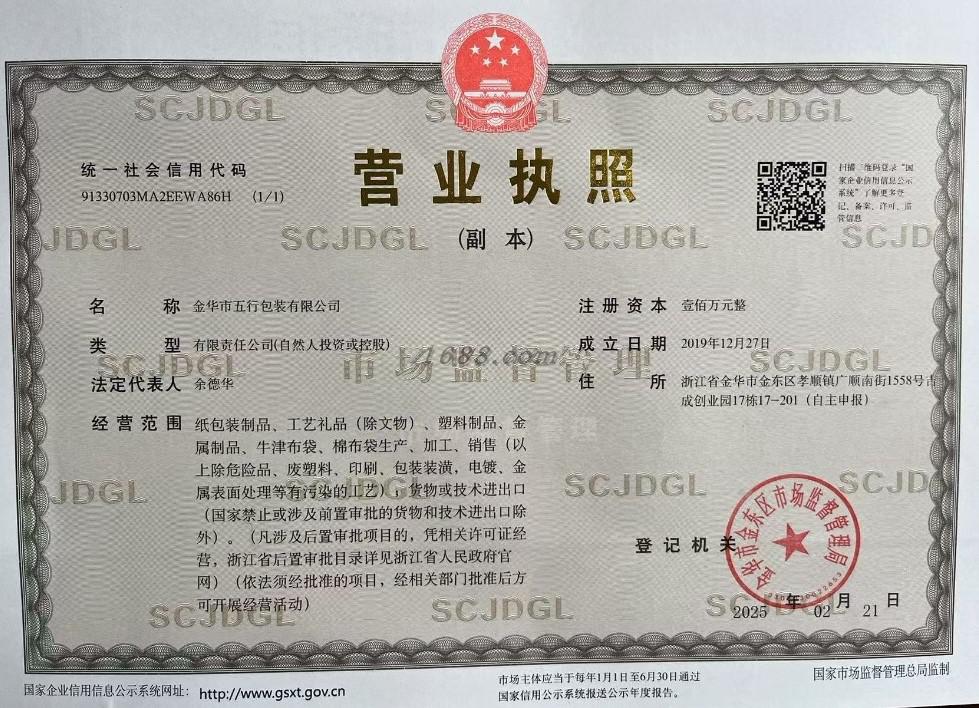 统一社会信用代码
91330703MA2EEWA86H (1/1)
营业执照
(副 本)
扫描二维码登录“国
家企业信用信息公示
系统”了解更多登
记、备案、许可、监
管信息
名 称 金华市五行包装有限公司
类 型 有限责任公司(自然人投资或控股)
法定代表人 余德华
经营范围 纸包装制品、工艺礼品（除文物）、塑料制品、金
属制品、牛津布袋、棉布袋生产、加工、销售（以
上除危险品、废塑料、印刷、包装装潢，电镀、金
属表面处理等有污染的工艺），货物或技术进出口
（国家禁止或涉及前置审批的货物和技术进出口除
外）。（凡涉及后置审批项目的，凭相关许可证经
营，浙江省后置审批目录详见浙江省人民政府官
网）（依法须经批准的项目，经相关部门批准后方
可开展经营活动）
注册资本 壹佰万元整
成立日期 2019年12月27日
住 所 浙江省金华市金东区孝顺镇广顺南街1558号吉
成创业园17栋17-201（自主申报）
市场监督管理
1688.com
SCJDGL
SCJDGL
SCJDGL
JDGL
SCJDGL
SCJDGL
SCJD
SCJDGL
SCJDGL
JDGL
SCJDGL
SCJDGL
SCJD
SCJDGL
SCJDGL
登记机关
金华市金东区市场监督管理局
2025 年 02 月 21 日
国家企业信用信息公示系统网址： http://www.gsxt.gov.cn
市场主体应当于每年1月1日至6月30日通过
国家信用公示系统报送公示年度报告。
国家市场监督管理总局监制